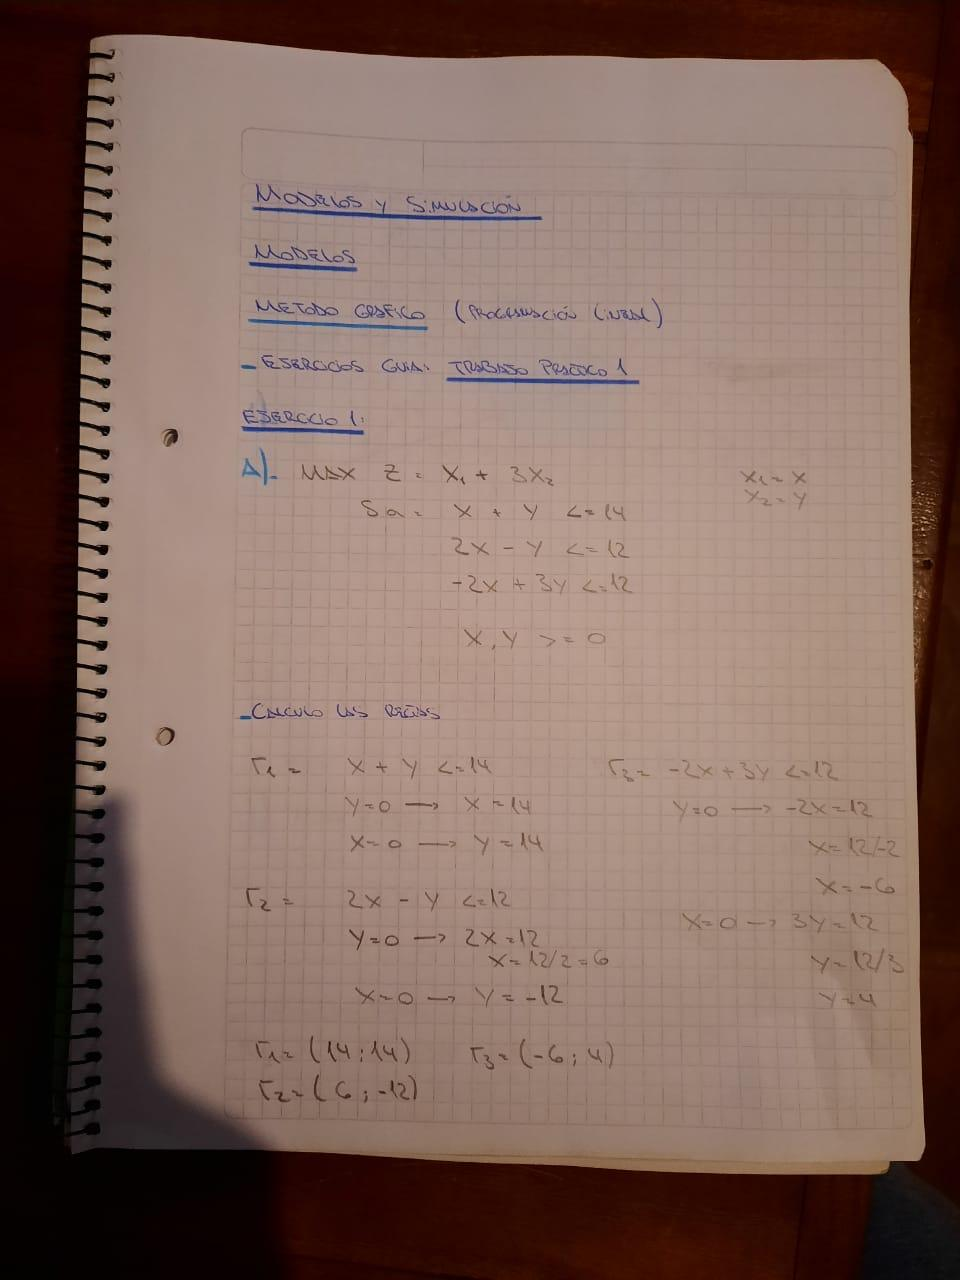 MODELOS Y SIMULACIÓN
MODELOS
METODO GRÁFICO (PROGRAMACIÓN LINEAL)
- EJERCICIOS GUIA: TRABAJO PRACTICO 1
EJERCICIO 1:
A)- MAX Z = X₁ + 3X₂
X₁ = X
X₂ = Y
Sa = X + Y <= 14
2X - Y <= 12
-2X + 3Y <= 12
X, Y >= 0
- CALCULO LAS RECTAS
r₁ = X + Y <= 14
Y=0 → X = 14
X=0 → Y = 14
r₂ = 2X - Y <= 12
Y=0 → 2X = 12
X = 12/2 = 6
X=0 → Y = -12
r₃ = -2X + 3Y <= 12
Y=0 → -2X = 12
X = 12/-2
X = -6
X=0 → 3Y = 12
Y = 12/3
Y = 4
r₁ = (14 ; 14) r₃ = (-6 ; 4)
r₂ = (6 ; -12)